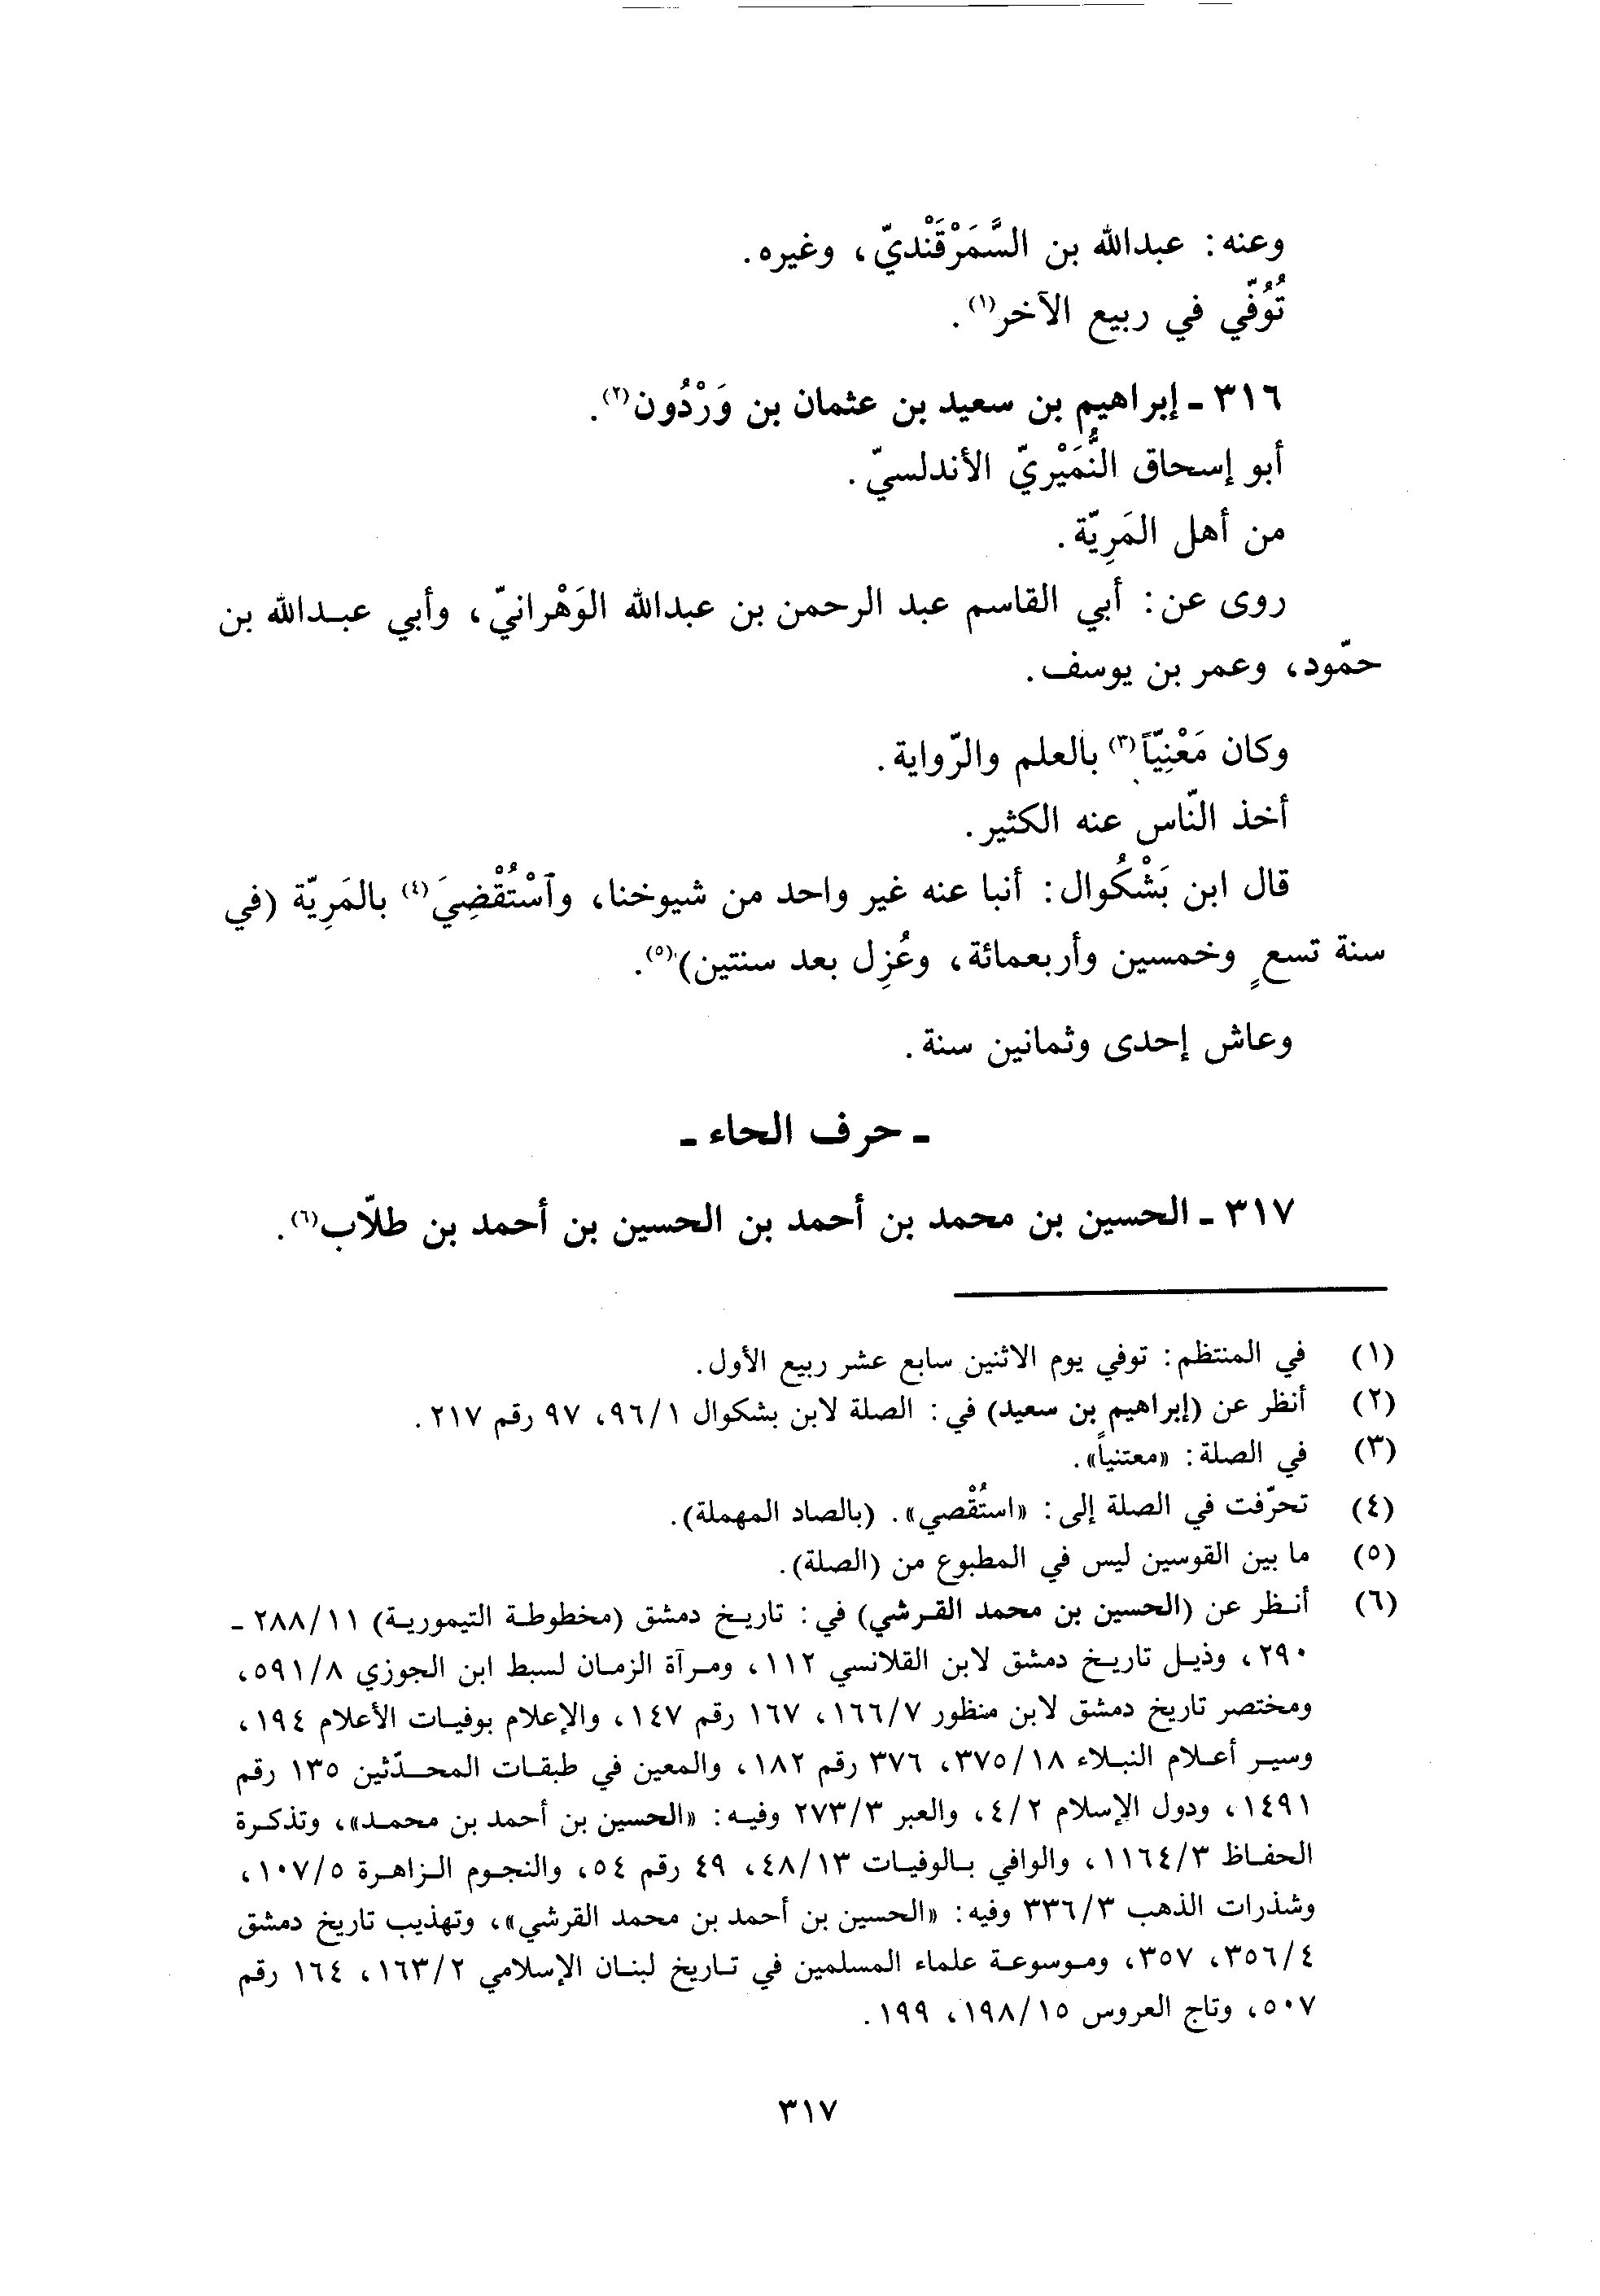 وعنه: عبدالله بن السَّمَرْقَنْديّ، وغيره.
تُوُفّي في ربيع الآخر(١).
٣١٦ - إبراهيم بن سعيد بن عثمان بن وَرْدُون(٢).
أبو إسحاق النُّمَيْريّ الأندلسيّ.
من أهل المَرِيّة.
روى عن: أبي القاسم عبد الرحمن بن عبدالله الوَهْرانيّ، وأبي عبدالله بن
حمّود، وعمر بن يوسف.
وكان مَعْنِيّاً(٣) بالعلم والرّواية.
أخذ النّاس عنه الكثير.
قال ابن بَشْكُوال: أنبا عنه غير واحد من شيوخنا، وٱسْتُقْضِيَ(٤) بالمَرِيّة (في
سنة تسعٍ وخمسين وأربعمائة، وعُزِل بعد سنتين)(٥).
وعاش إحدى وثمانين سنة.
- حرف الحاء -
٣١٧ - الحسين بن محمد بن أحمد بن الحسين بن أحمد بن طلّاب(٦).
(١) في المنتظم: توفي يوم الاثنين سابع عشر ربيع الأول.
(٢) أنظر عن (إبراهيم بن سعيد) في: الصلة لابن بشكوال ٩٦/١، ٩٧ رقم ٢١٧.
(٣) في الصلة: «معتنياً».
(٤) تحرّفت في الصلة إلى: «استُقْصي». (بالصاد المهملة).
(٥) ما بين القوسين ليس في المطبوع من (الصلة).
(٦) أنظر عن (الحسين بن محمد القرشي) في: تاريخ دمشق (مخطوطة التيمورية) ٢٨٨/١١ -
٢٩٠، وذيل تاريخ دمشق لابن القلانسي ١١٢، ومرآة الزمان لسبط ابن الجوزي ٥٩١/٨،
ومختصر تاريخ دمشق لابن منظور ١٦٦/٧، ١٦٧ رقم ١٤٧، والإعلام بوفيات الأعلام ١٩٤،
وسير أعلام النبلاء ٣٧٥/١٨، ٣٧٦ رقم ١٨٢، والمعين في طبقات المحدّثين ١٣٥ رقم
١٤٩١، ودول الإسلام ٤/٢، والعبر ٢٧٣/٣ وفيه: «الحسين بن أحمد بن محمد»، وتذكرة
الحفاظ ١١٦٤/٣، والوافي بالوفيات ٤٨/١٣، ٤٩ رقم ٥٤، والنجوم الزاهرة ١٠٧/٥،
وشذرات الذهب ٣٣٦/٣ وفيه: «الحسين بن أحمد بن محمد القرشي»، وتهذيب تاريخ دمشق
٣٥٦/٤، ٣٥٧، وموسوعة علماء المسلمين في تاريخ لبنان الإسلامي ١٦٣/٢، ١٦٤ رقم
٥٠٧، وتاج العروس ١٩٨/١٥، ١٩٩.
٣١٧